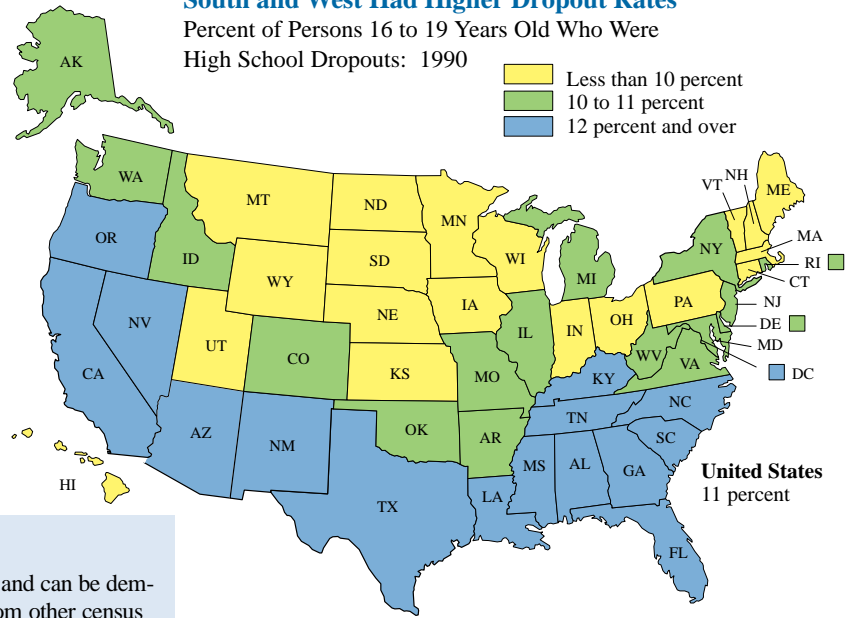 South and West Had Higher Dropout Rates
Percent of Persons 16 to 19 Years Old Who Were
High School Dropouts: 1990
Less than 10 percent
10 to 11 percent
12 percent and over
AK
WA
MT
ND
MN
VT
NH
ME
OR
ID
WY
SD
WI
MI
NY
MA
RI
CT
NV
UT
CO
NE
IA
IL
IN
OH
PA
NJ
DE
MD
DC
CA
KS
MO
KY
WV
VA
AZ
NM
OK
AR
TN
NC
SC
HI
TX
LA
MS
AL
GA
FL
United States
11 percent
and can be dem-
om other census